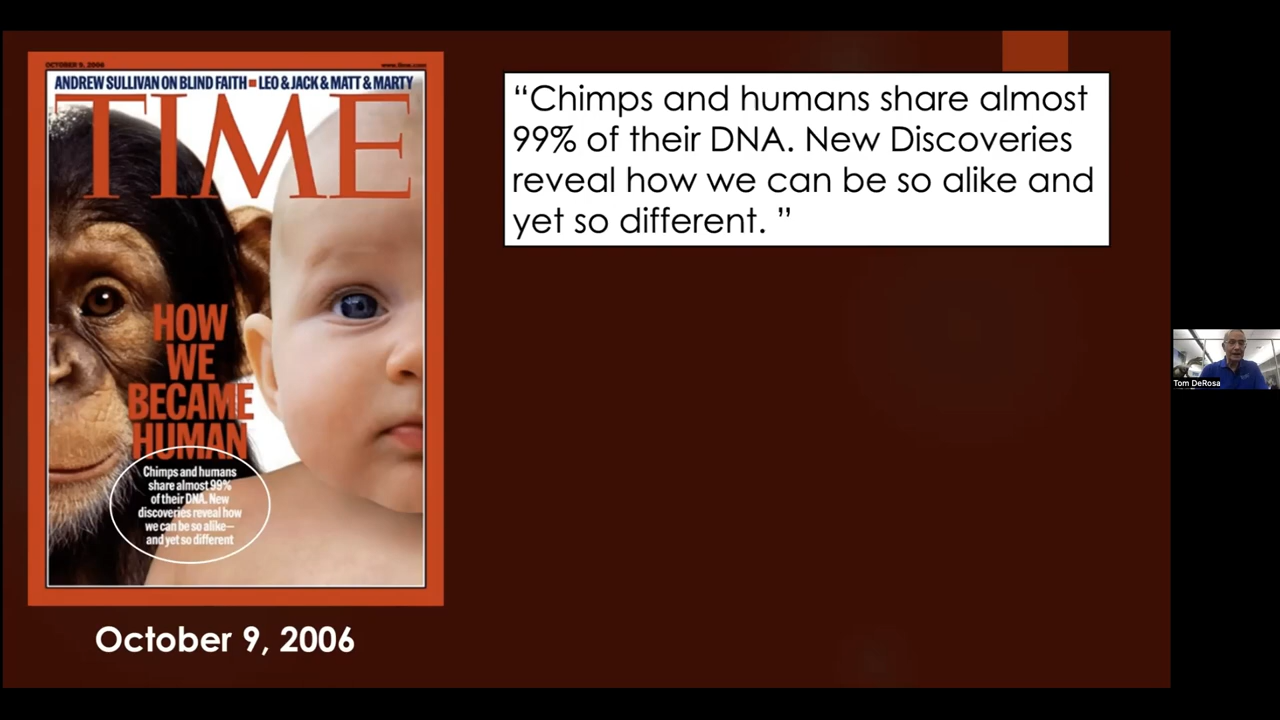 OCTOBER 9, 2006
www.time.com
ANDREW SULLIVAN ON BLIND FAITH ■ LEO & JACK & MATT & MARTY
TIME
HOW
WE
BECAME
HUMAN
Chimps and humans
share almost 99%
of their DNA. New
discoveries reveal how
we can be so alike—
and yet so different
October 9, 2006
“Chimps and humans share almost
99% of their DNA. New Discoveries
reveal how we can be so alike and
yet so different. ”
Tom DeRosa